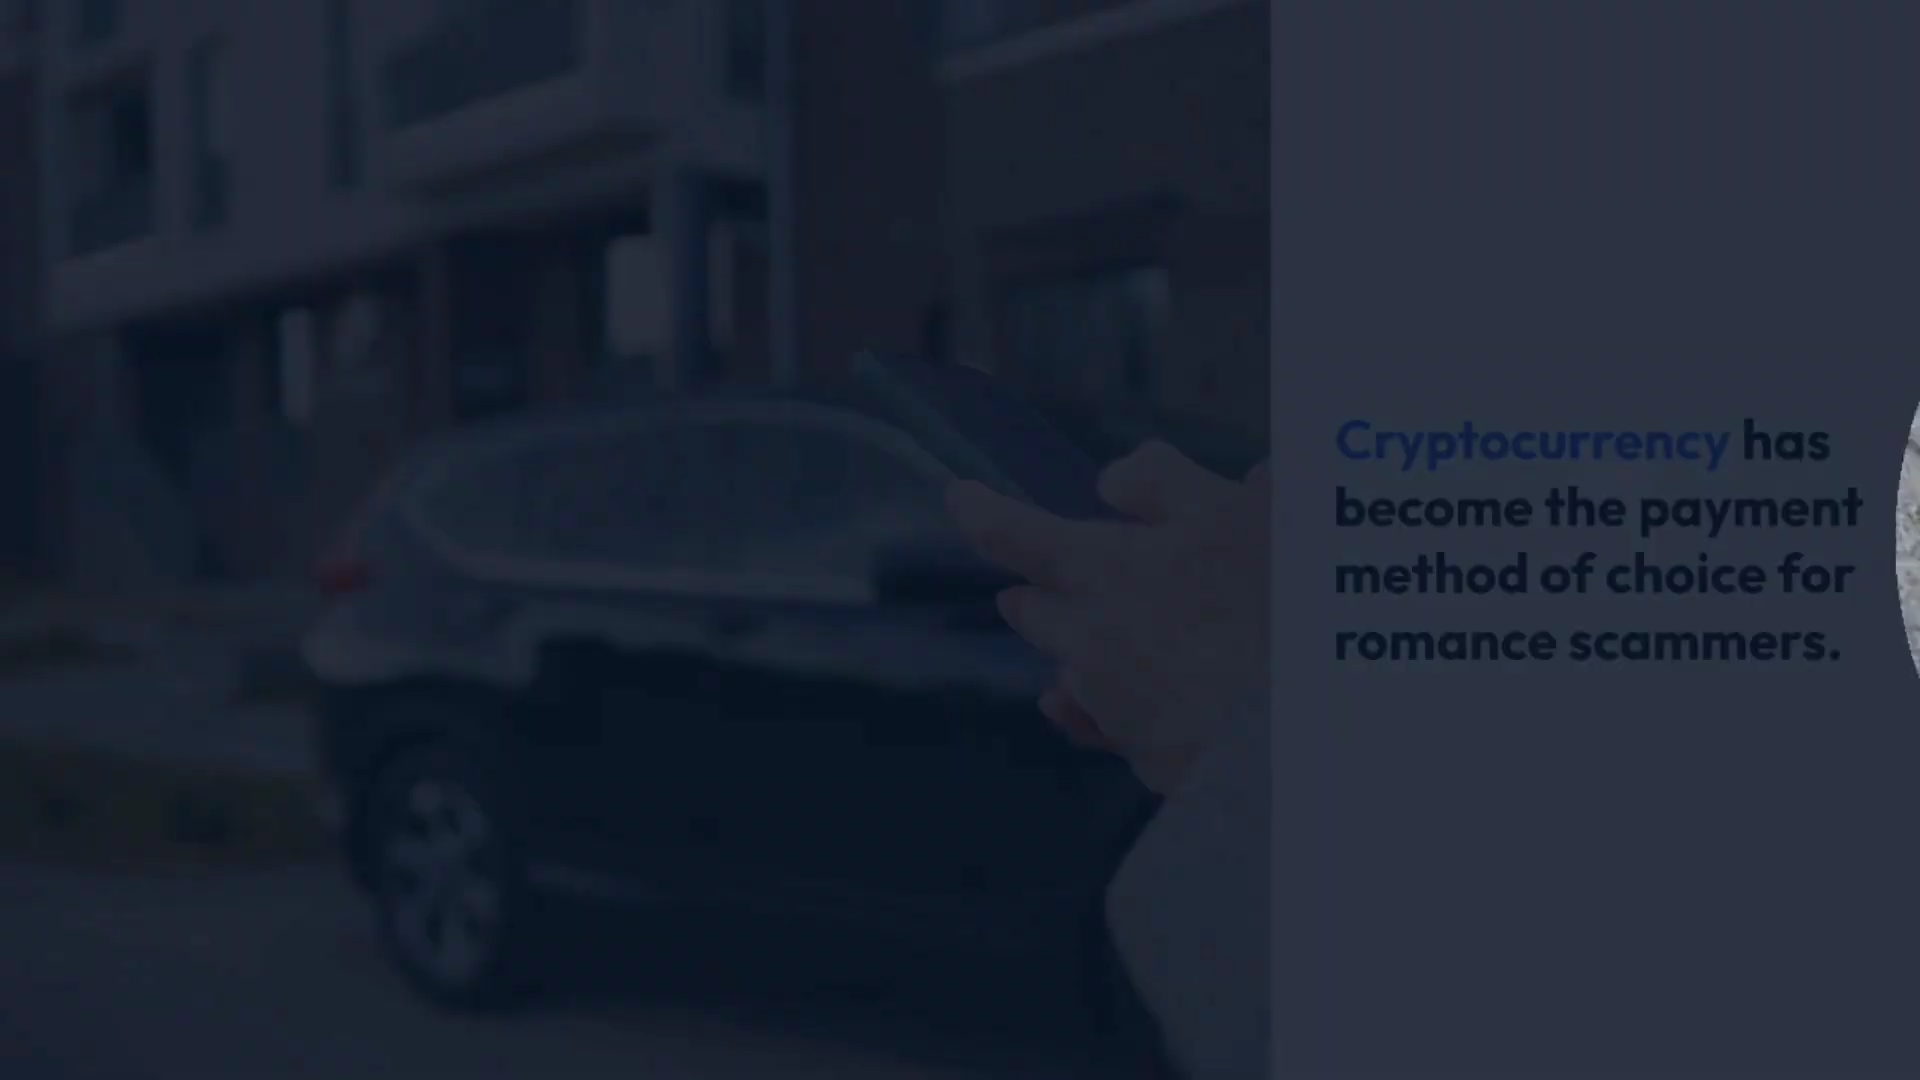 Cryptocurrency has
become the payment
method of choice for
romance scammers.